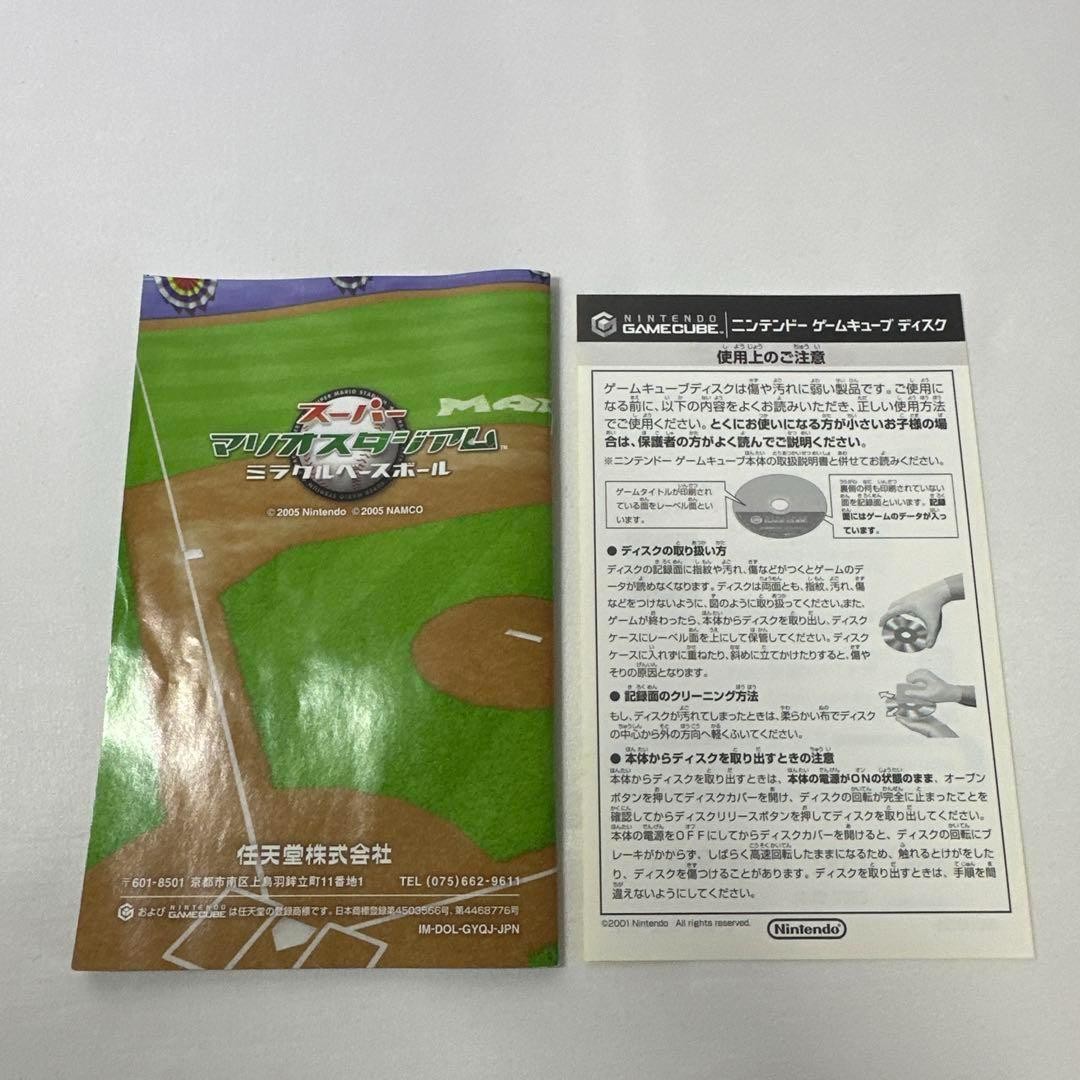 SUPER MARIO STADIUM
スーパー
マリオスタジアム™
ミラクルベースボール
SUPER MARIO STADIUM
© 2005 Nintendo © 2005 NAMCO
任天堂株式会社
〒601-8501 京都市南区上鳥羽鉾立町11番地1 TEL (075)662-9611
および NINTENDO GAMECUBE は任天堂の登録商標です。日本商標登録第4503566号、第4468776号
IM-DOL-GYQJ-JPN
NINTENDO
GAMECUBE™ ニンテンドー ゲームキューブ ディスク
使用上のご注意
ゲームキューブディスクは傷や汚れに弱い製品です。ご使用に
なる前に、以下の内容をよくお読みいただき、正しい使用方法
でご使用ください。とくにお使いになる方が小さいお子様の場
合は、保護者の方がよく読んでご説明ください。
※ニンテンドー ゲームキューブ本体の取扱説明書と併せてお読みください。
ゲームタイトルが印刷され
ている面をレーベル面とい
います。
裏側の何も印刷されていない
面を記録面といいます。記録
面にはゲームのデータが入っ
ています。
● ディスクの取り扱い方
ディスクの記録面に指紋や汚れ、傷などがつくとゲームのデ
ータが読めなくなります。ディスクは両面とも、指紋、汚れ、傷
などをつけないように、図のように取り扱ってください。また、
ゲームが終わったら、本体からディスクを取り出し、ディスク
ケースにレーベル面を上にして保管してください。ディスク
ケースに入れずに重ねたり、斜めに立てかけたりすると、傷や
そりの原因となります。
● 記録面のクリーニング方法
もし、ディスクが汚れてしまったときは、柔らかい布でディスク
の中心から外の方向へ軽くふいてください。
● 本体からディスクを取り出すときの注意
本体からディスクを取り出すときは、本体の電源がONの状態のまま、オープン
ボタンを押してディスクカバーを開け、ディスクの回転が完全に止まったことを
確認してからディスクリリースボタンを押してディスクを取り出してください。
本体の電源をOFFにしてからディスクカバーを開けると、ディスクの回転にブ
レーキがかからず、しばらく高速回転したままになるため、触れるとけがをした
り、ディスクを傷つけることがあります。ディスクを取り出すときは、手順を間
違えないようにしてください。
©2001 Nintendo All rights reserved.
Nintendo